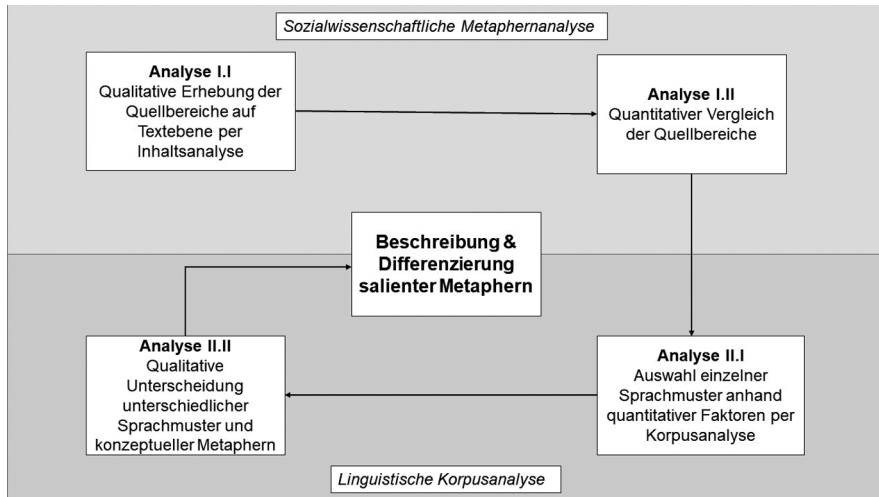 Sozialwissenschaftliche Metaphernanalyse
Analyse I.I
Qualitative Erhebung der
Quellbereiche auf
Textebene per
Inhaltsanalyse
Analyse I.II
Quantitativer Vergleich
der Quellbereiche
Beschreibung &
Differenzierung
salienter Metaphern
Analyse II.II
Qualitative
Unterscheidung
unterschiedlicher
Sprachmuster und
konzeptueller Metaphern
Analyse II.I
Auswahl einzelner
Sprachmuster anhand
quantitativer Faktoren per
Korpusanalyse
Linguistische Korpusanalyse